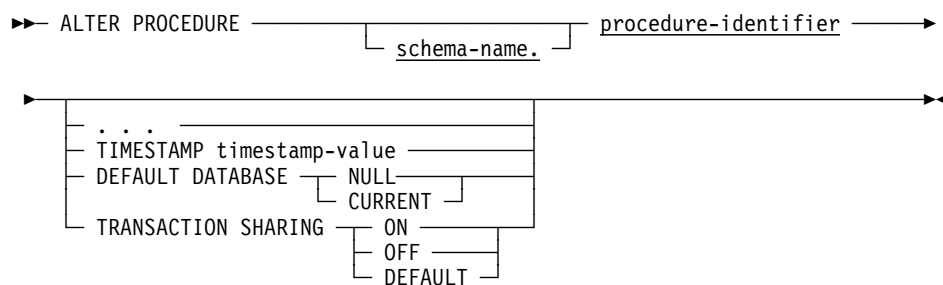 ALTER PROCEDURE procedure-identifier
schema-name.
. . .
TIMESTAMP timestamp-value
DEFAULT DATABASE NULL
CURRENT
TRANSACTION SHARING ON
OFF
DEFAULT